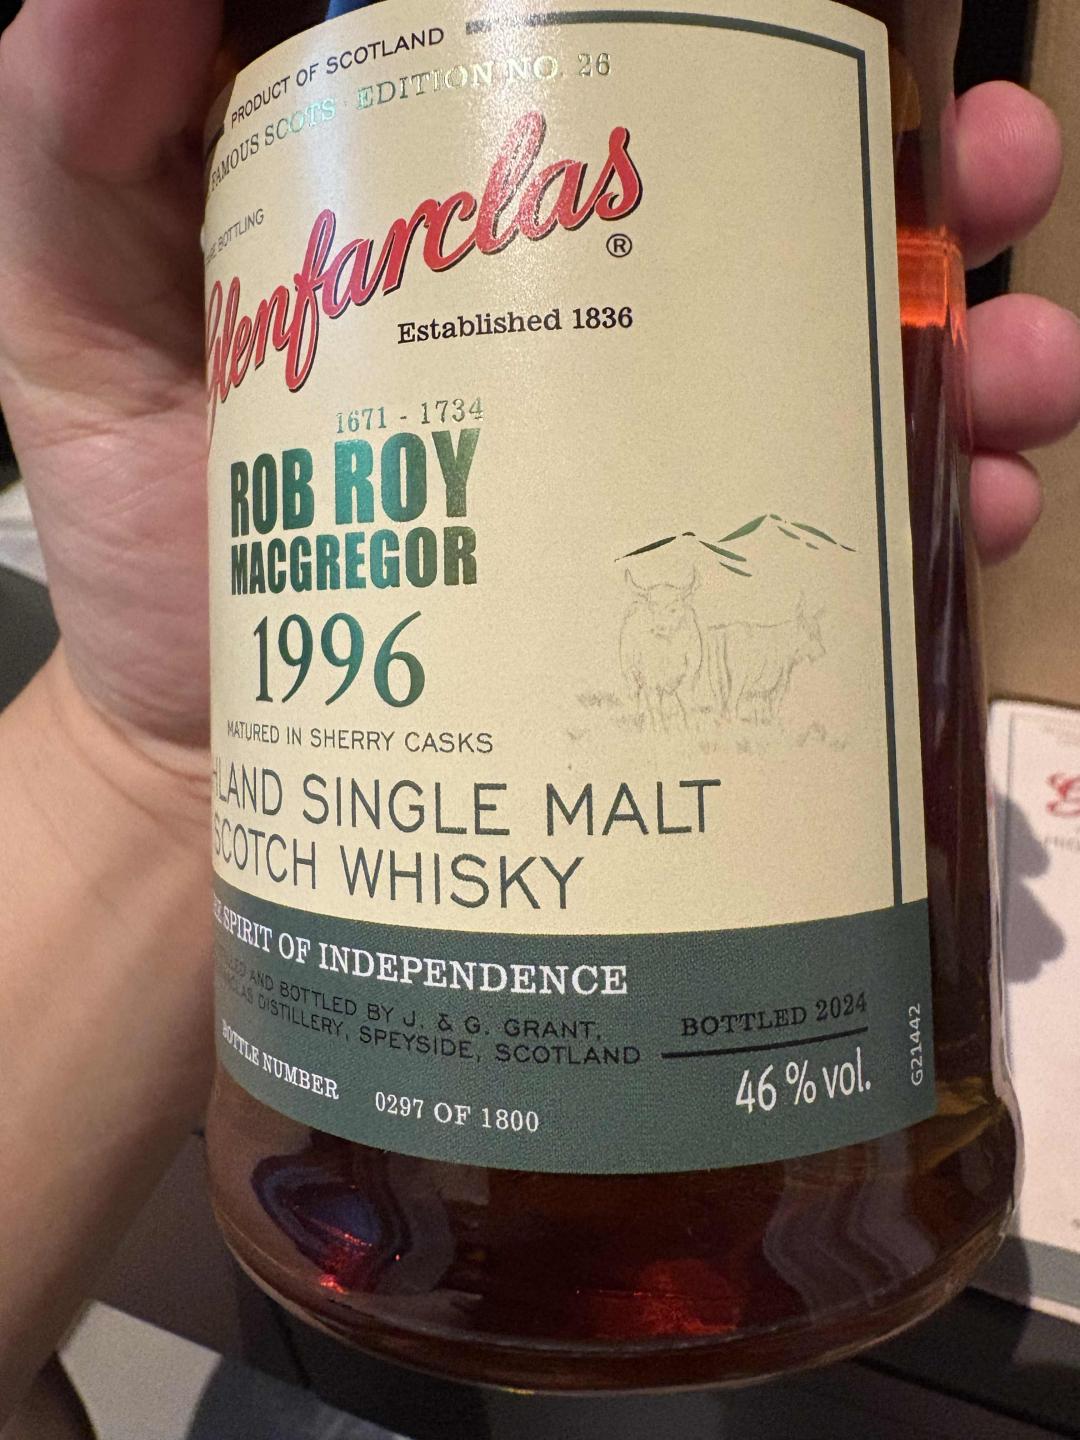 PRODUCT OF SCOTLAND
FAMOUS SCOTS · EDITION NO. 26
BOTTLING
Glenfarclas
®
Established 1836
1671 - 1734
ROB ROY
MACGREGOR
1996
MATURED IN SHERRY CASKS
HLAND SINGLE MALT
SCOTCH WHISKY
SPIRIT OF INDEPENDENCE
AND BOTTLED BY J. & G. GRANT,
DISTILLERY, SPEYSIDE, SCOTLAND
BOTTLE NUMBER 0297 OF 1800
BOTTLED 2024
46 % vol.
G21442